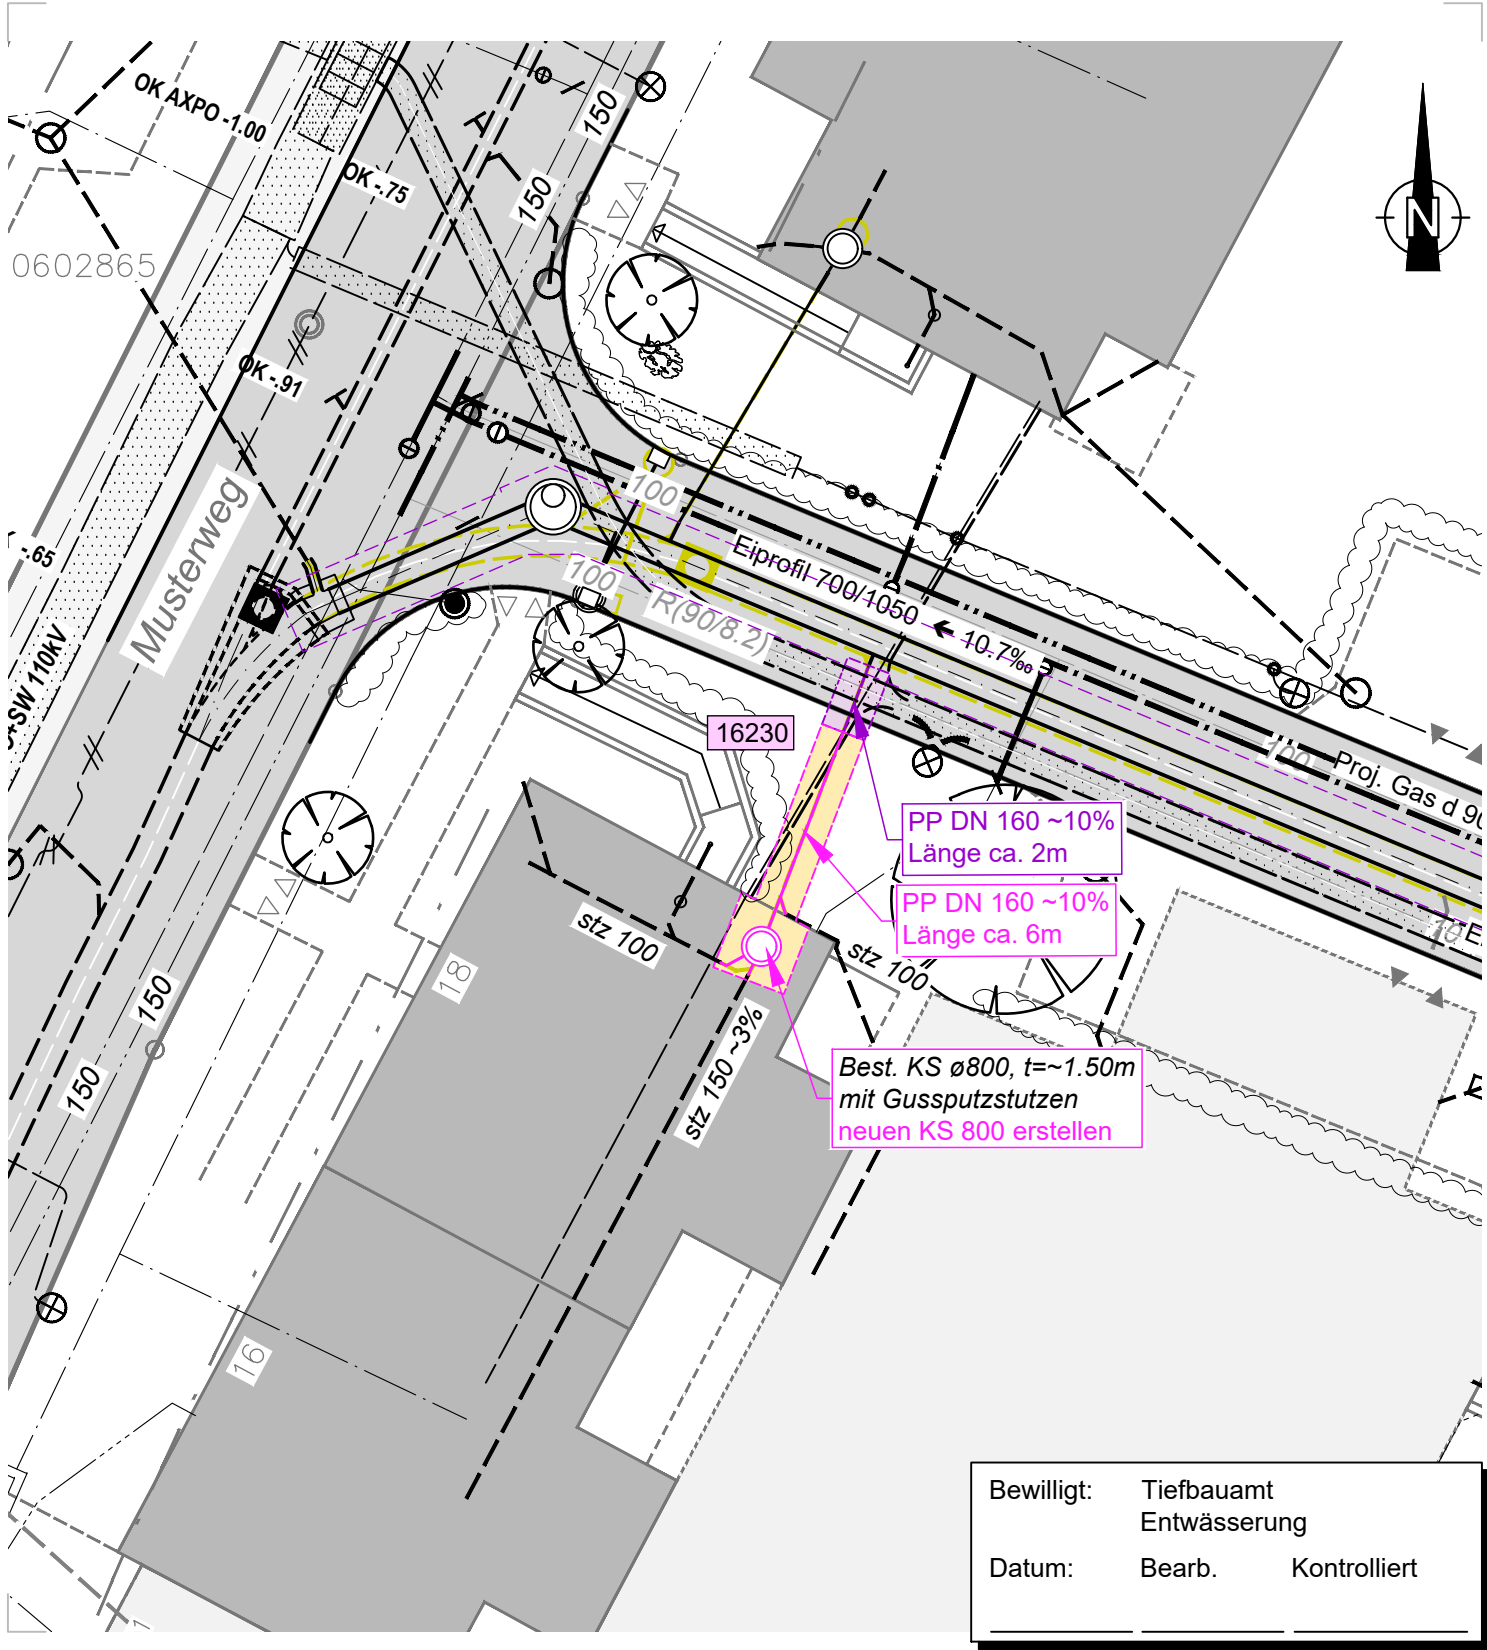 OK AXPO -1.00
150
OK -.75
150
N
0602865
OK -.91
Musterweg
100
Eiprofil 700/1050 ← 10.7‰
100
R(90/8.2)
-.65
SW 110kV
16230
100
Proj. Gas d 90
PP DN 160 ~10%
Länge ca. 2m
PP DN 160 ~10%
Länge ca. 6m
stz 100
stz 100
18
150
150
stz 150 ~3%
Best. KS ø800, t=~1.50m
mit Gussputzstutzen
neuen KS 800 erstellen
16
Bewilligt: Tiefbauamt
Entwässerung
Datum: Bearb. Kontrolliert